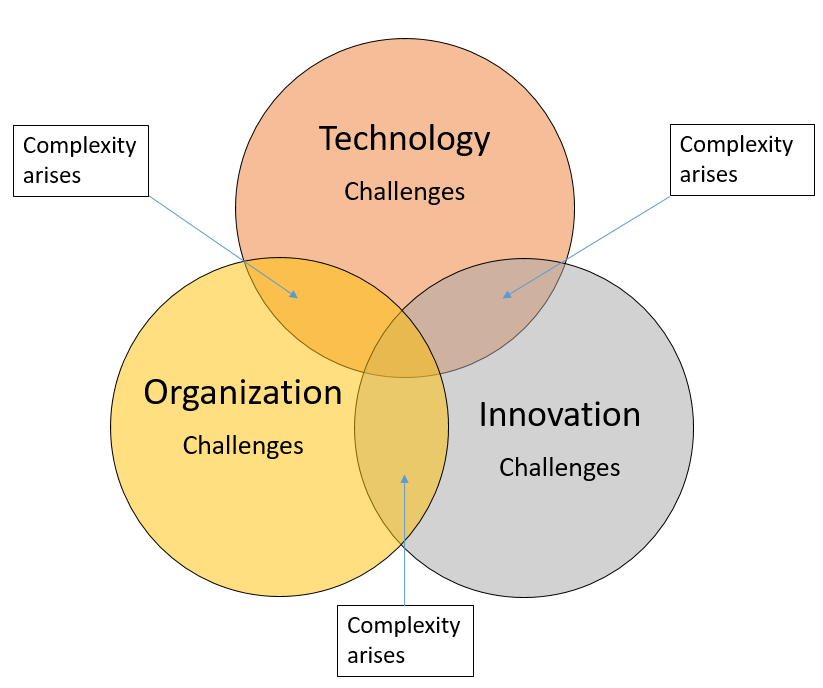 Technology
Challenges
Complexity
arises
Complexity
arises
Organization
Challenges
Innovation
Challenges
Complexity
arises